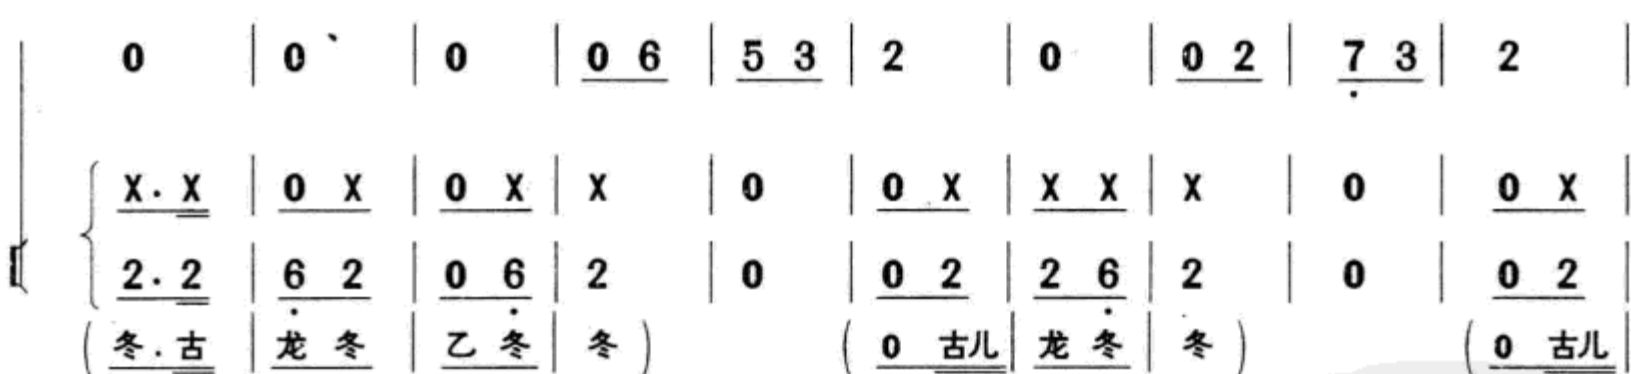 0 | 0 | 0 | 0 6 | 5 3 | 2 | 0 | 0 2 | 7 3 | 2 |
X. X | 0 X | 0 X | X | 0 | 0 X | X X | X | 0 | 0 X |
2. 2 | 6 2 | 0 6 | 2 | 0 | 0 2 | 2 6 | 2 | 0 | 0 2 |
(冬.古 | 龙冬 | 乙冬 | 冬) (0 古儿 | 龙冬 | 冬) (0 古儿 |